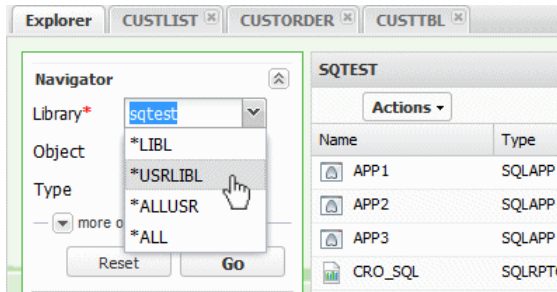 Explorer CUSTLIST CUSTORDER CUSTTBL
Navigator
Library* sqtest
*LIBL
*USRLIBL
*ALLUSR
*ALL
Object
Type
more o
Reset Go
SQTEST
Actions
Name Type
APP1 SQLAPP
APP2 SQLAPP
APP3 SQLAPP
CRO_SQL SQLRPT